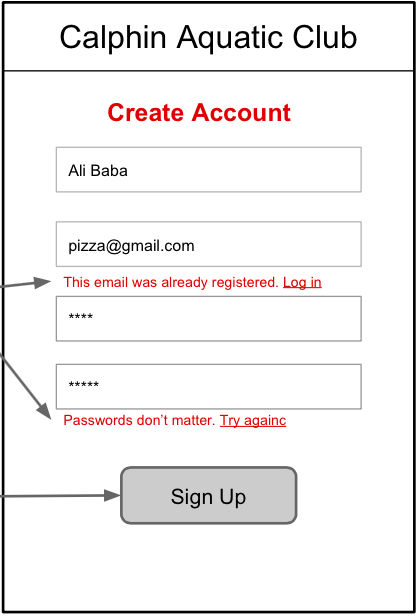 Calphin Aquatic Club
Create Account
Ali Baba
pizza@gmail.com
This email was already registered. Log in
****
*****
Passwords don’t matter. Try againc
Sign Up